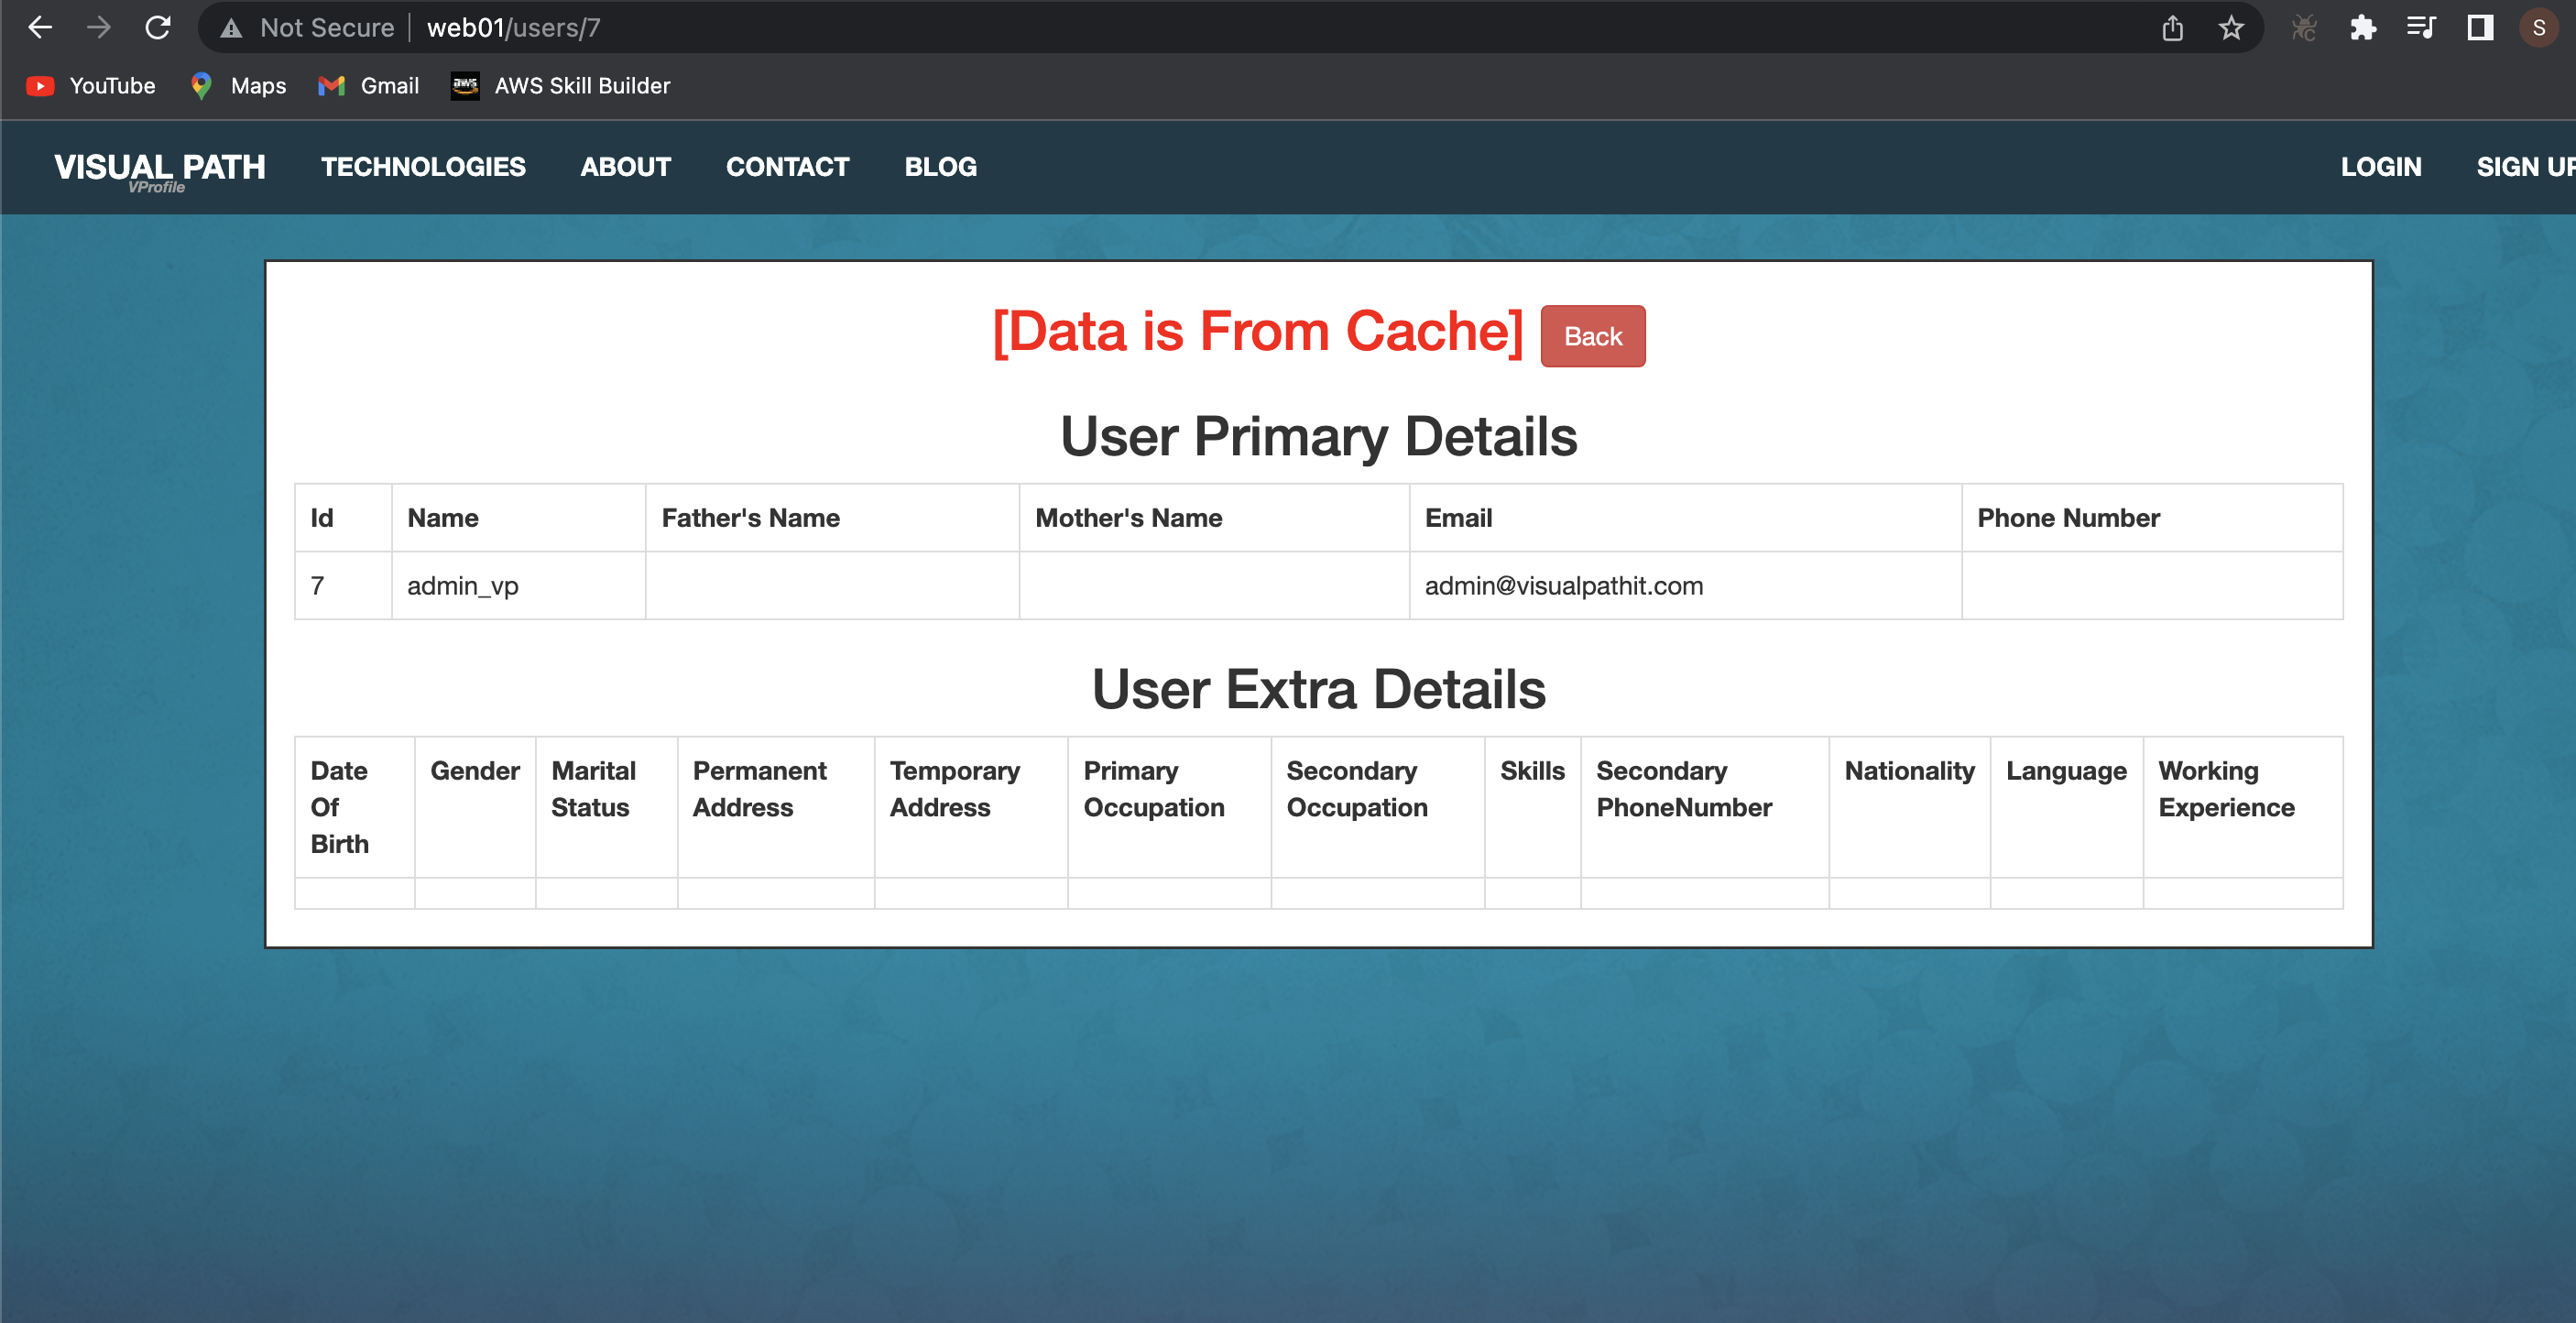 Not Secure web01/users/7
S
YouTube Maps Gmail aws AWS Skill Builder
VISUAL PATH TECHNOLOGIES ABOUT CONTACT BLOG LOGIN SIGN UP
VProfile
[Data is From Cache] Back
User Primary Details
Id Name Father's Name Mother's Name Email Phone Number
7 admin_vp admin@visualpathit.com
User Extra Details
Date Gender Marital Permanent Temporary Primary Secondary Skills Secondary Nationality Language Working
Of Status Address Address Occupation Occupation PhoneNumber Experience
Birth